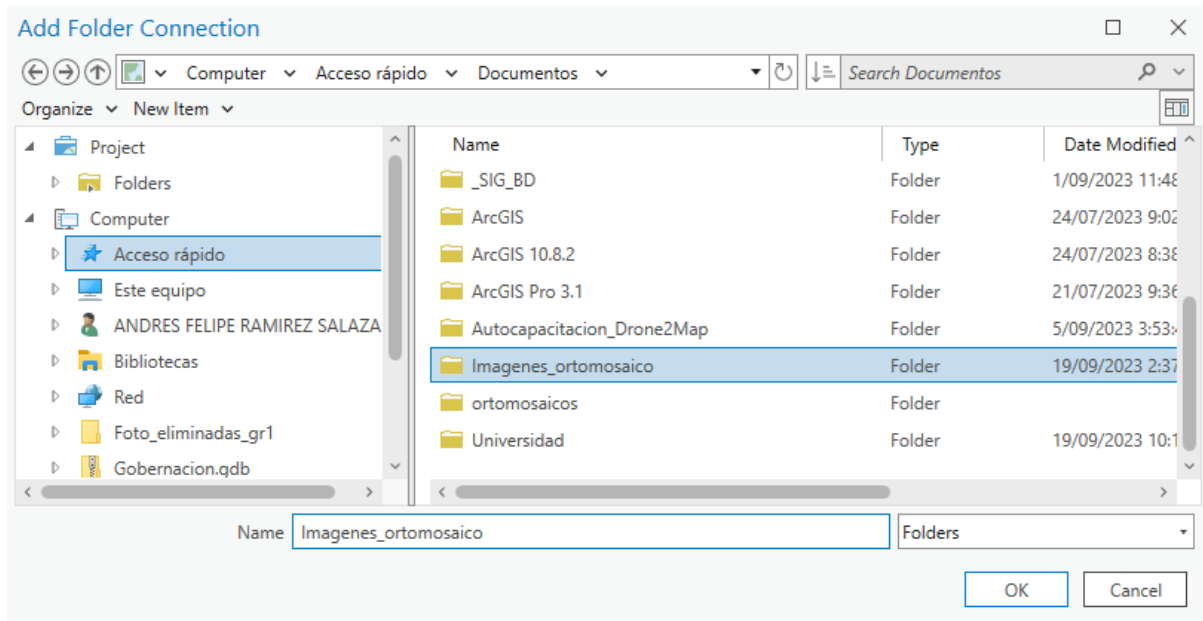 Add Folder Connection
Computer Acceso rápido Documentos Search Documentos
Organize New Item
Project
Folders
Computer
Acceso rápido
Este equipo
ANDRES FELIPE RAMIREZ SALAZA
Bibliotecas
Red
Foto_eliminadas_gr1
Gobernacion.gdb
Name Type Date Modified
_SIG_BD Folder 1/09/2023 11:48
ArcGIS Folder 24/07/2023 9:02
ArcGIS 10.8.2 Folder 24/07/2023 8:38
ArcGIS Pro 3.1 Folder 21/07/2023 9:36
Autocapacitacion_Drone2Map Folder 5/09/2023 3:53:
Imagenes_ortomosaico Folder 19/09/2023 2:37
ortomosaicos Folder
Universidad Folder 19/09/2023 10:1
Name Imagenes_ortomosaico Folders
OK Cancel